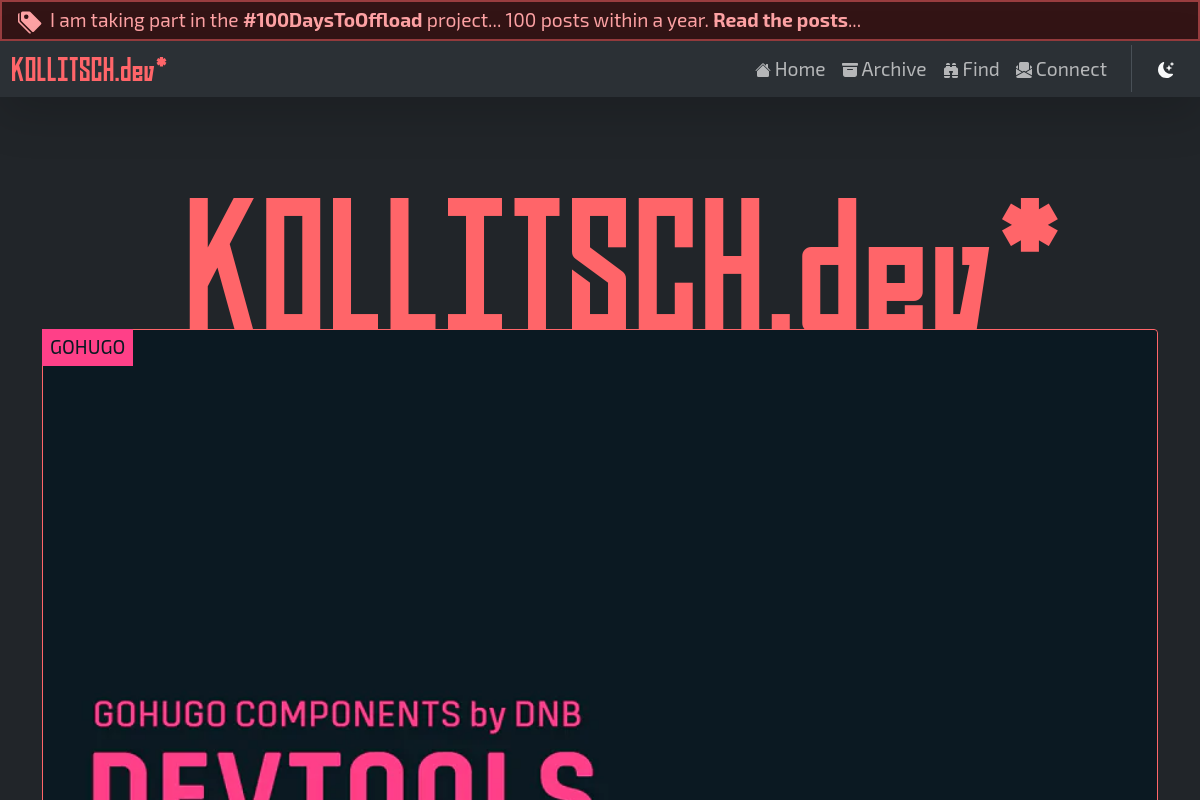 I am taking part in the #100DaysToOffload project... 100 posts within a year. Read the posts...
KOLLITSCH.dev*
Home Archive Find Connect
KOLLITSCH.dev*
GOHUGO
GOHUGO COMPONENTS by DNB
DEVTOOLS